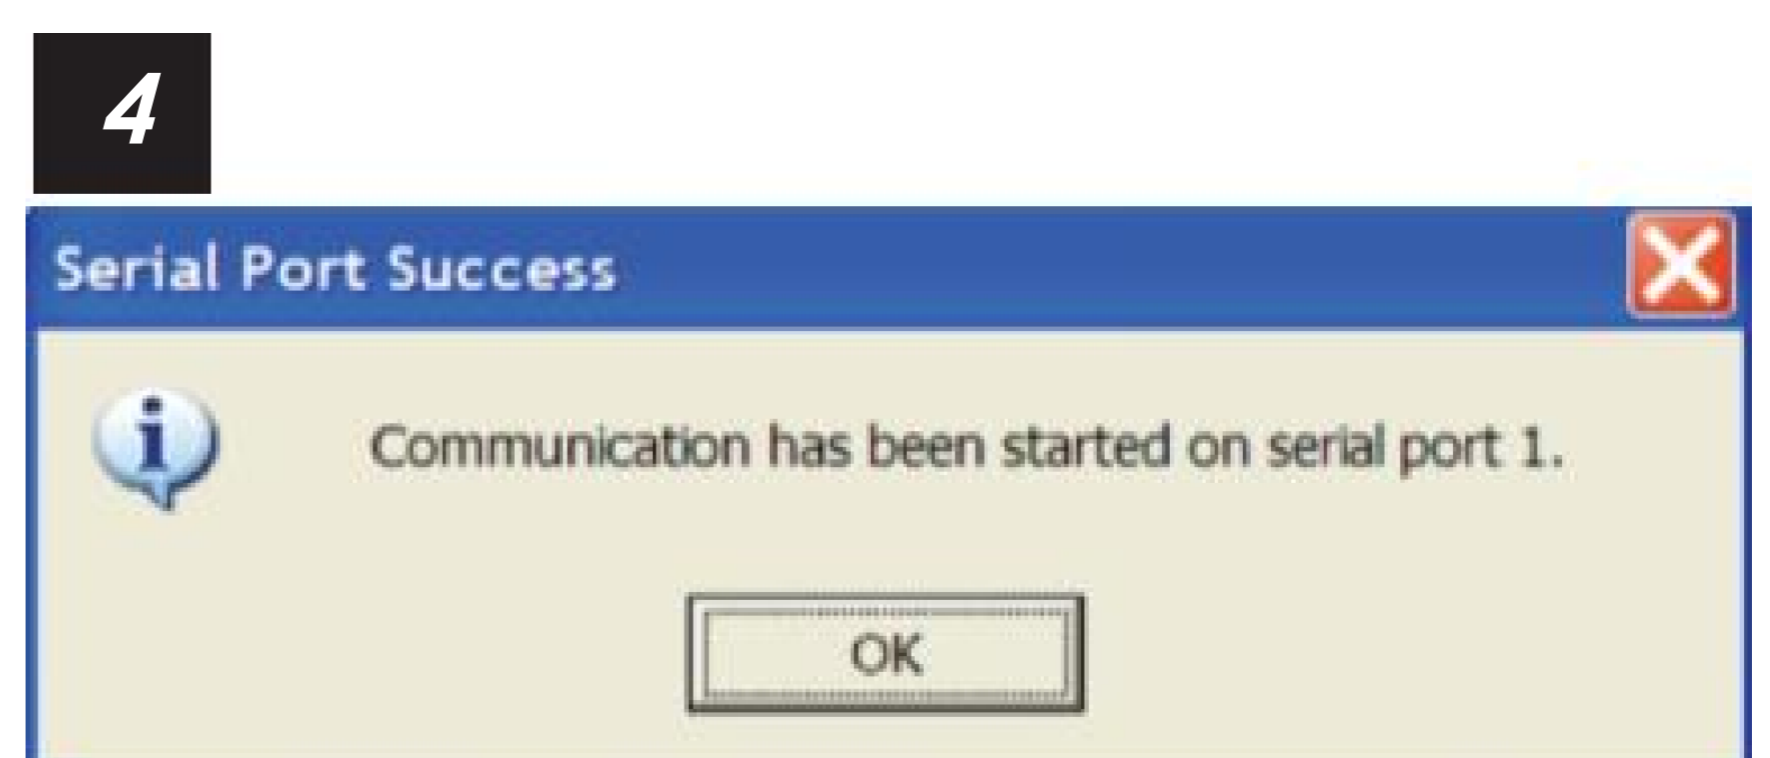 4
Serial Port Success
Communication has been started on serial port 1.
OK